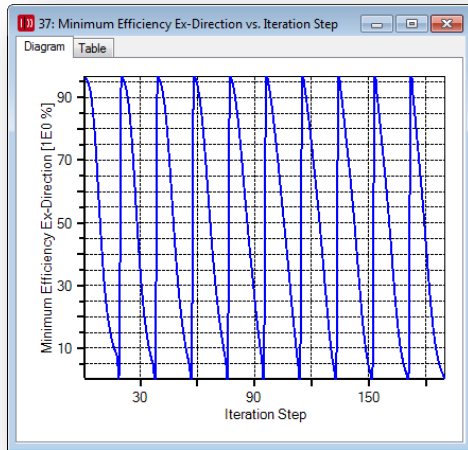 37: Minimum Efficiency Ex-Direction vs. Iteration Step
Diagram
Table
Minimum Efficiency Ex-Direction [1E0 %]
90
70
50
30
10
30
90
150
Iteration Step